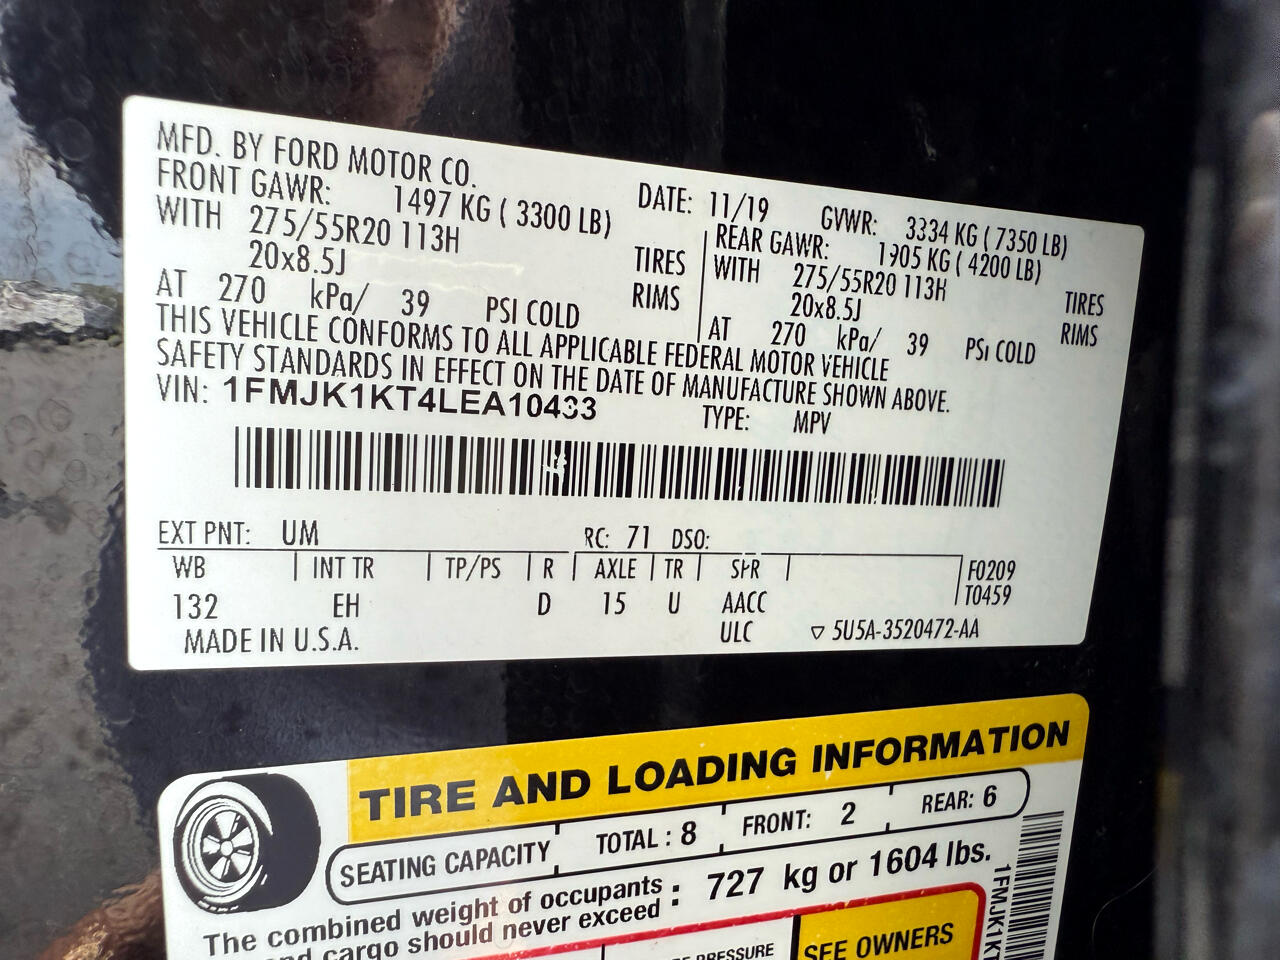 MFD. BY FORD MOTOR CO. DATE: 11/19 GVWR: 3334 KG ( 7350 LB)
FRONT GAWR: 1497 KG ( 3300 LB) REAR GAWR: 1905 KG ( 4200 LB)
WITH 275/55R20 113H TIRES WITH 275/55R20 113H TIRES
20x8.5J RIMS 20x8.5J RIMS
AT 270 kPa/ 39 PSI COLD AT 270 kPa/ 39 PSI COLD
THIS VEHICLE CONFORMS TO ALL APPLICABLE FEDERAL MOTOR VEHICLE
SAFETY STANDARDS IN EFFECT ON THE DATE OF MANUFACTURE SHOWN ABOVE.
VIN: 1FMJK1KT4LEA10433 TYPE: MPV
EXT PNT: UM RC: 71 DSO:
WB INT TR TP/PS R AXLE TR SPR F0209
132 EH D 15 U AACC T0459
MADE IN U.S.A. ULC ▽ 5U5A-3520472-AA
TIRE AND LOADING INFORMATION
SEATING CAPACITY TOTAL : 8 FRONT: 2 REAR: 6
The combined weight of occupants : 727 kg or 1604 lbs.
cargo should never exceed
PRESSURE SEE OWNERS
1FMJK1KT